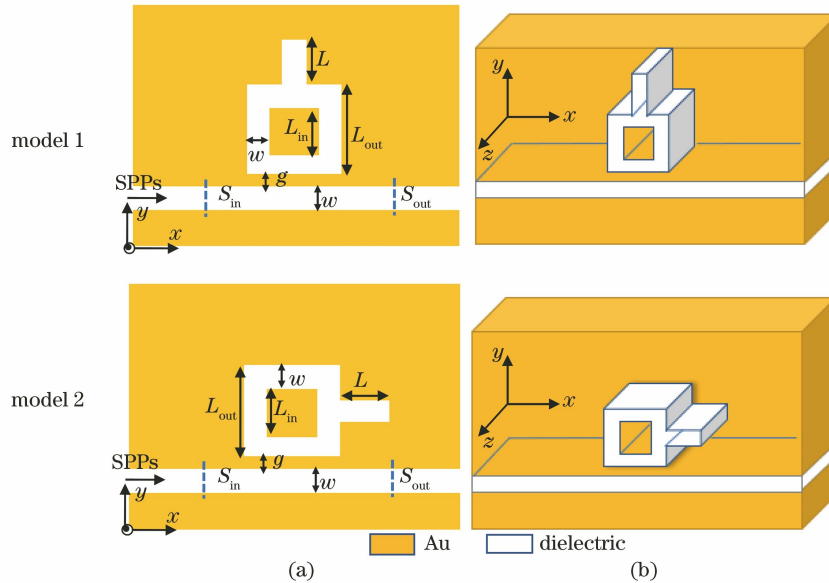 model 1
L
L_in
L_out
w
g
SPPs
S_in
w
S_out
y
x
y
x
z
model 2
w
L
L_out
L_in
g
SPPs
S_in
w
S_out
y
x
y
x
z
Au
dielectric
(a)
(b)